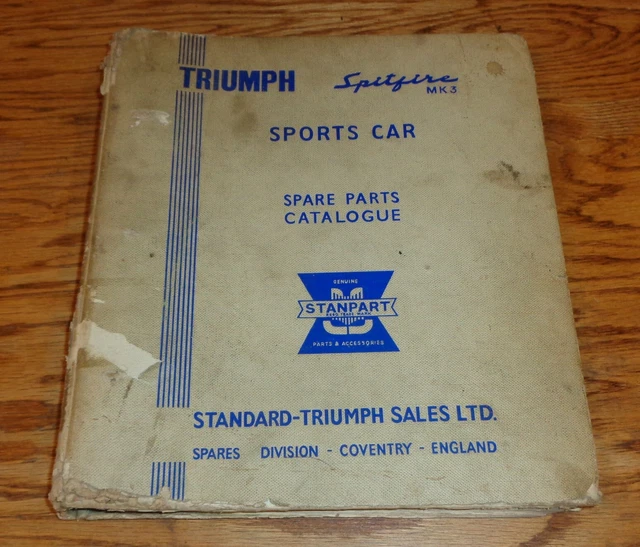 TRIUMPH Spitfire
MK3
SPORTS CAR
SPARE PARTS
CATALOGUE
GENUINE
STANPART
PARTS & ACCESSORIES
STANDARD-TRIUMPH SALES LTD.
SPARES DIVISION - COVENTRY - ENGLAND